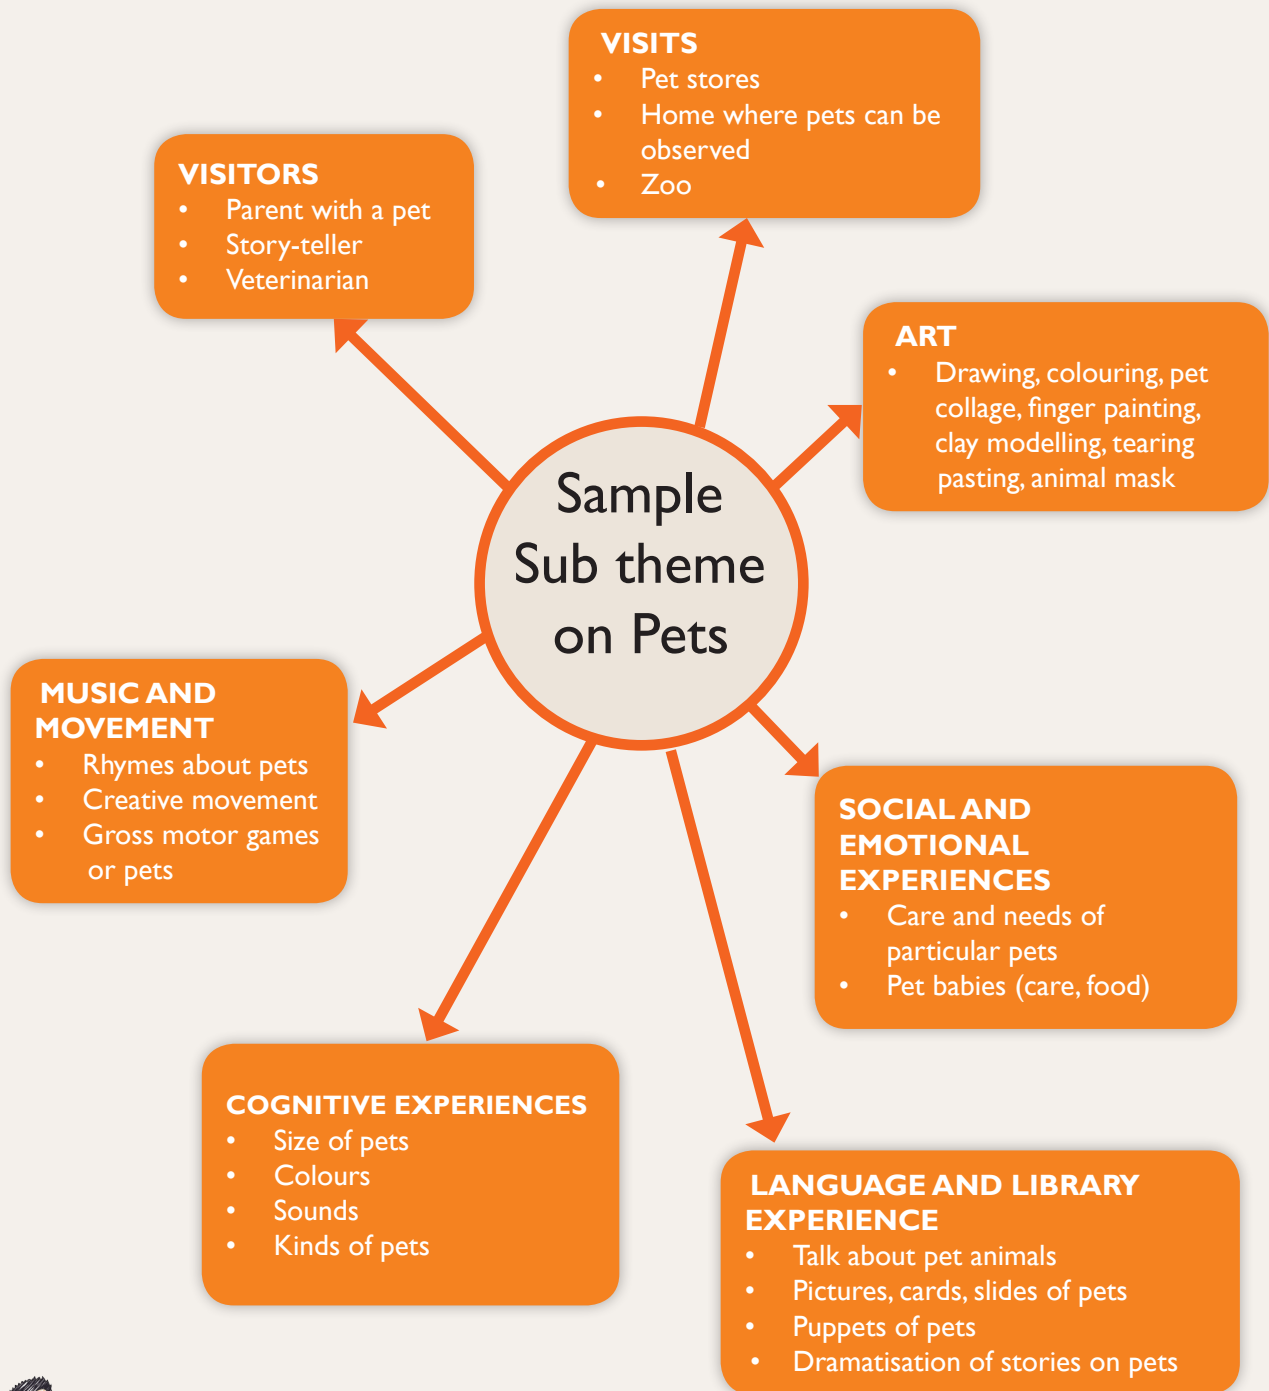 VISITS
• Pet stores
• Home where pets can be
observed
• Zoo
VISITORS
• Parent with a pet
• Story-teller
• Veterinarian
ART
• Drawing, colouring, pet
collage, finger painting,
clay modelling, tearing
pasting, animal mask
Sample
Sub theme
on Pets
MUSIC AND
MOVEMENT
• Rhymes about pets
• Creative movement
• Gross motor games
or pets
SOCIAL AND
EMOTIONAL
EXPERIENCES
• Care and needs of
particular pets
• Pet babies (care, food)
COGNITIVE EXPERIENCES
• Size of pets
• Colours
• Sounds
• Kinds of pets
LANGUAGE AND LIBRARY
EXPERIENCE
• Talk about pet animals
• Pictures, cards, slides of pets
• Puppets of pets
• Dramatisation of stories on pets